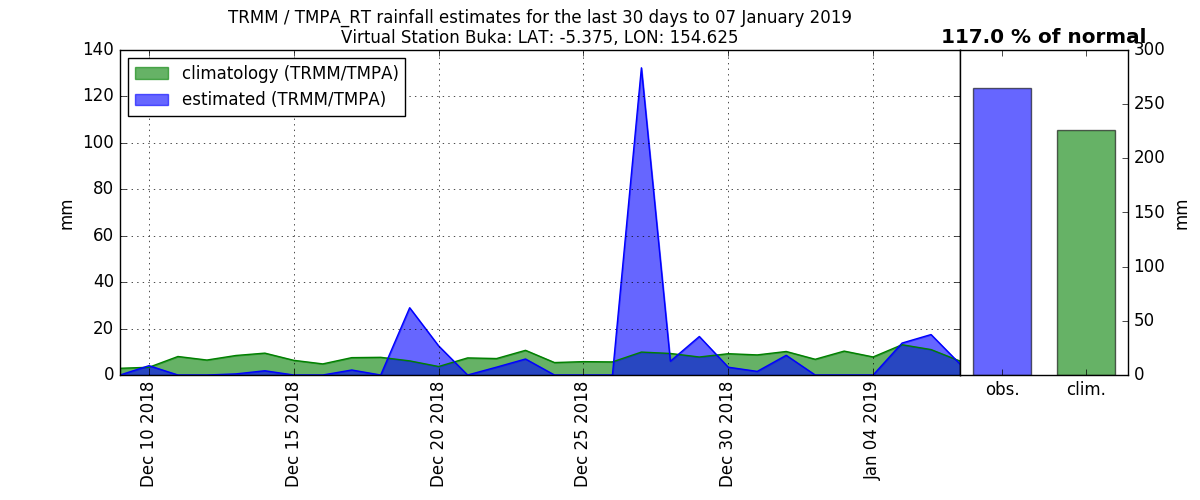 TRMM / TMPA_RT rainfall estimates for the last 30 days to 07 January 2019
Virtual Station Buka: LAT: -5.375, LON: 154.625
117.0 % of normal
climatology (TRMM/TMPA)
estimated (TRMM/TMPA)
mm
140
120
100
80
60
40
20
0
Dec 10 2018
Dec 15 2018
Dec 20 2018
Dec 25 2018
Dec 30 2018
Jan 04 2019
obs.
clim.
300
250
200
150
100
50
0
mm